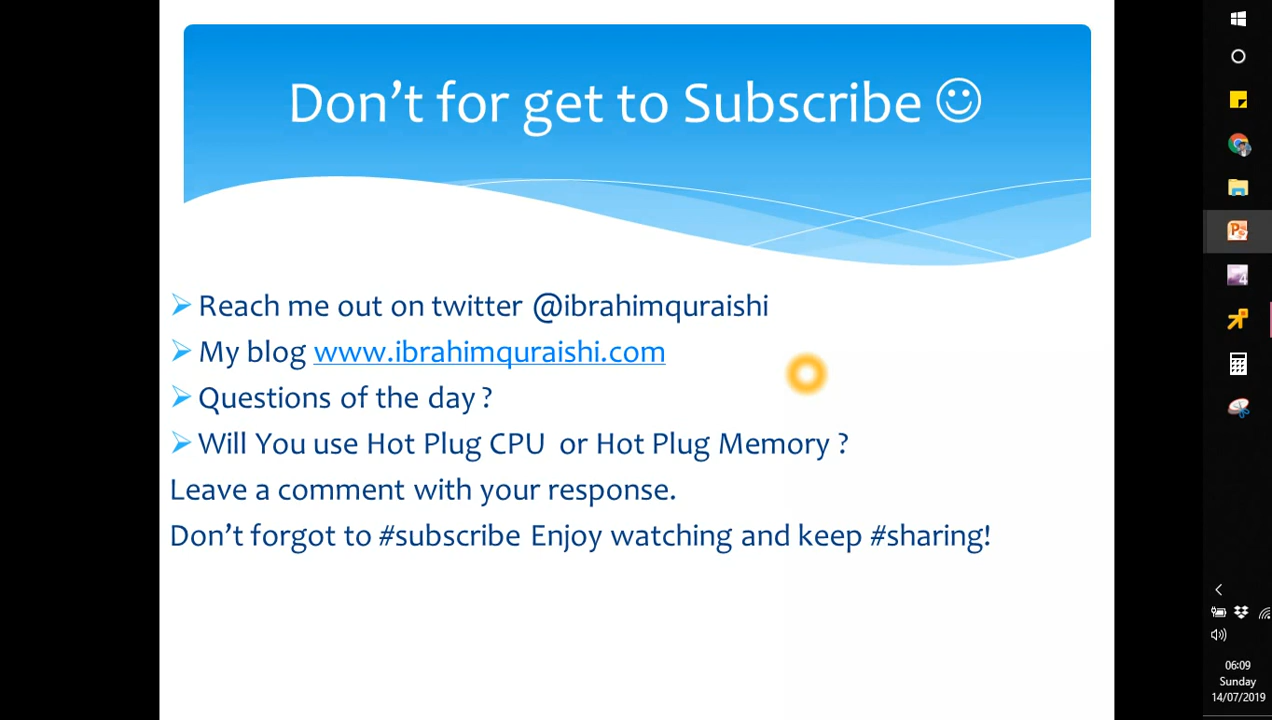 Don't for get to Subscribe ☺
Reach me out on twitter @ibrahimquraishi
My blog www.ibrahimquraishi.com
Questions of the day ?
Will You use Hot Plug CPU or Hot Plug Memory ?
Leave a comment with your response.
Don't forgot to #subscribe Enjoy watching and keep #sharing!
06:09
Sunday
14/07/2019